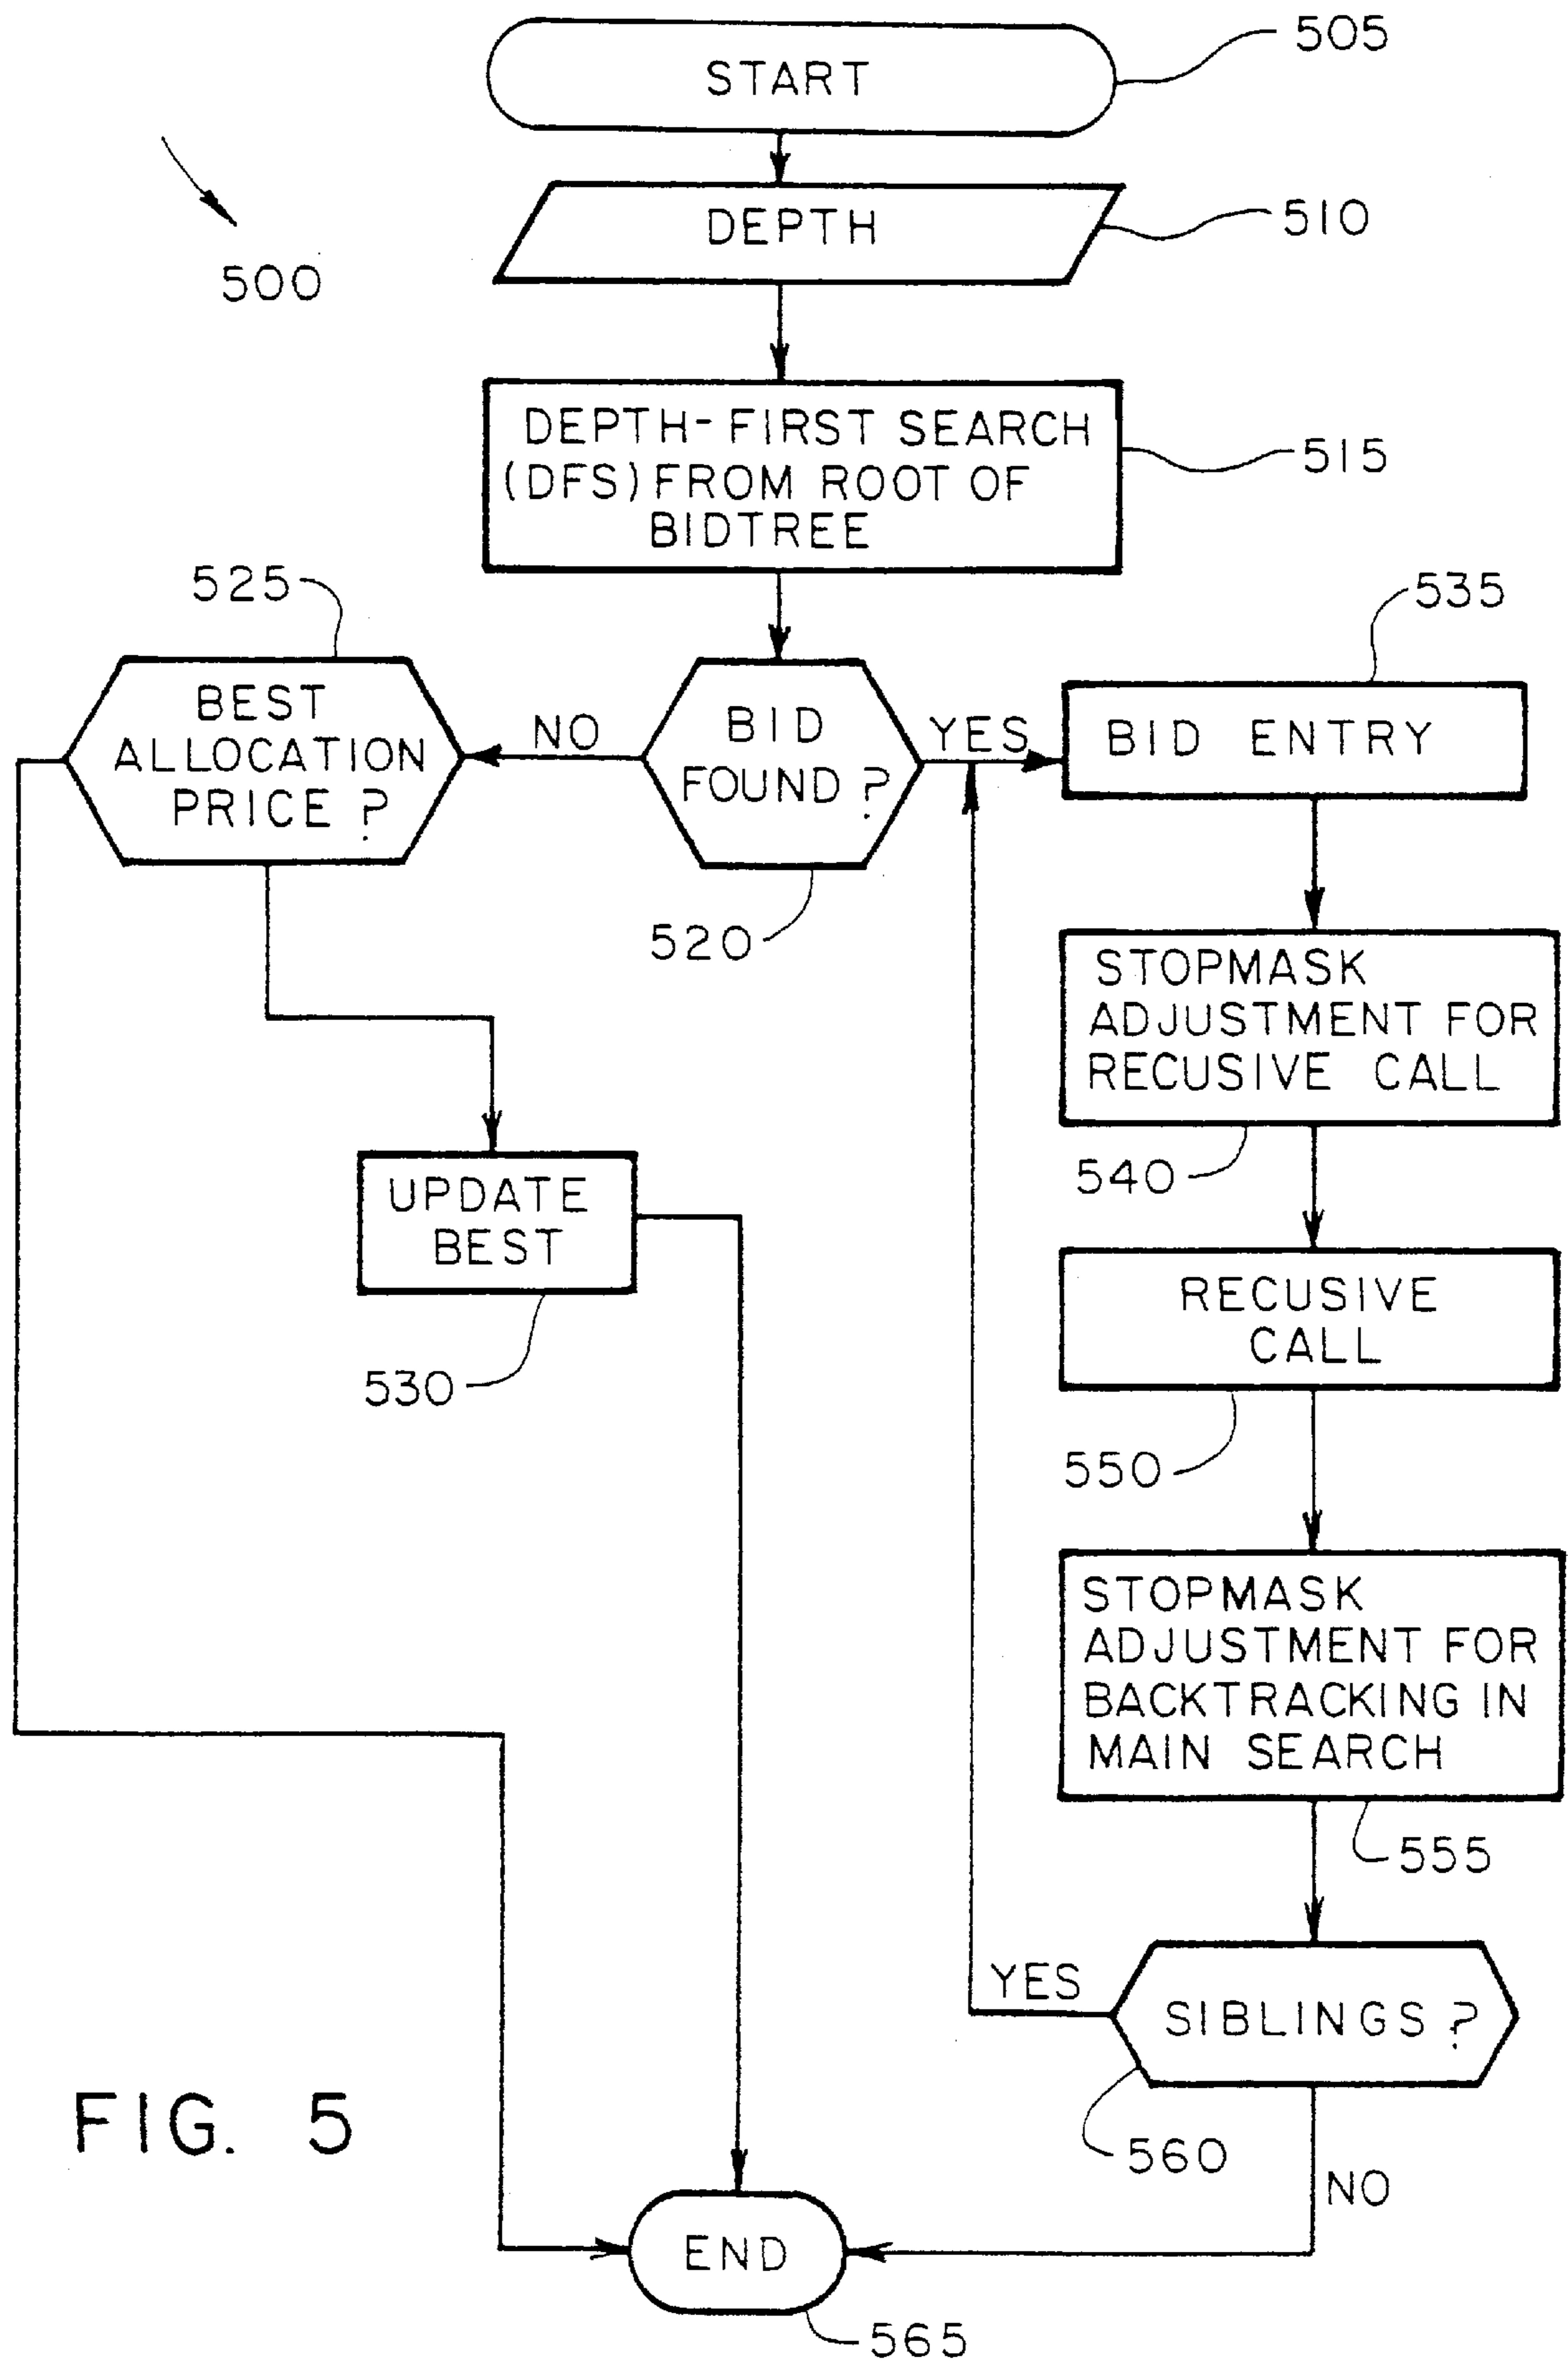 START
505
DEPTH
510
500
DEPTH-FIRST SEARCH
(DFS) FROM ROOT OF
BIDTREE
515
525
BEST
ALLOCATION
PRICE ?
NO
BID
FOUND ?
520
YES
535
BID ENTRY
STOPMASK
ADJUSTMENT FOR
RECUSIVE CALL
540
UPDATE
BEST
530
RECUSIVE
CALL
550
STOPMASK
ADJUSTMENT FOR
BACKTRACKING IN
MAIN SEARCH
555
YES
SIBLINGS ?
560
NO
FIG. 5
END
565